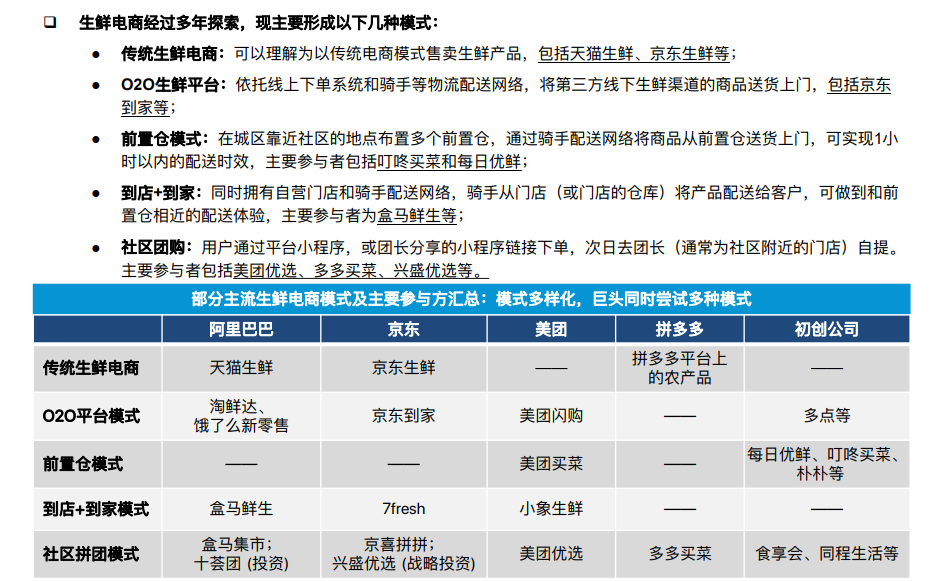 生鲜电商经过多年探索，现主要形成以下几种模式：
传统生鲜电商：可以理解为以传统电商模式售卖生鲜产品，包括天猫生鲜、京东生鲜等；
O2O生鲜平台：依托线上下单系统和骑手等物流配送网络，将第三方线下生鲜渠道的商品送货上门，包括京东
到家等；
前置仓模式：在城区靠近社区的地点布置多个前置仓，通过骑手配送网络将商品从前置仓送货上门，可实现1小
时以内的配送时效，主要参与者包括叮咚买菜和每日优鲜；
到店+到家：同时拥有自营门店和骑手配送网络，骑手从门店（或门店的仓库）将产品配送给客户，可做到和前
置仓相近的配送体验，主要参与者为盒马鲜生等；
社区团购：用户通过平台小程序，或团长分享的小程序链接下单，次日去团长（通常为社区附近的门店）自提。
主要参与者包括美团优选、多多买菜、兴盛优选等。
部分主流生鲜电商模式及主要参与方汇总：模式多样化，巨头同时尝试多种模式
阿里巴巴 京东 美团 拼多多 初创公司
传统生鲜电商 天猫生鲜 京东生鲜 —— 拼多多平台上
的农产品 ——
O2O平台模式 淘鲜达、
饿了么新零售 京东到家 美团闪购 —— 多点等
前置仓模式 —— —— 美团买菜 —— 每日优鲜、叮咚买菜、
朴朴等
到店+到家模式 盒马鲜生 7fresh 小象生鲜 —— ——
社区拼团模式 盒马集市；
十荟团 (投资) 京喜拼拼；
兴盛优选 (战略投资) 美团优选 多多买菜 食享会、同程生活等